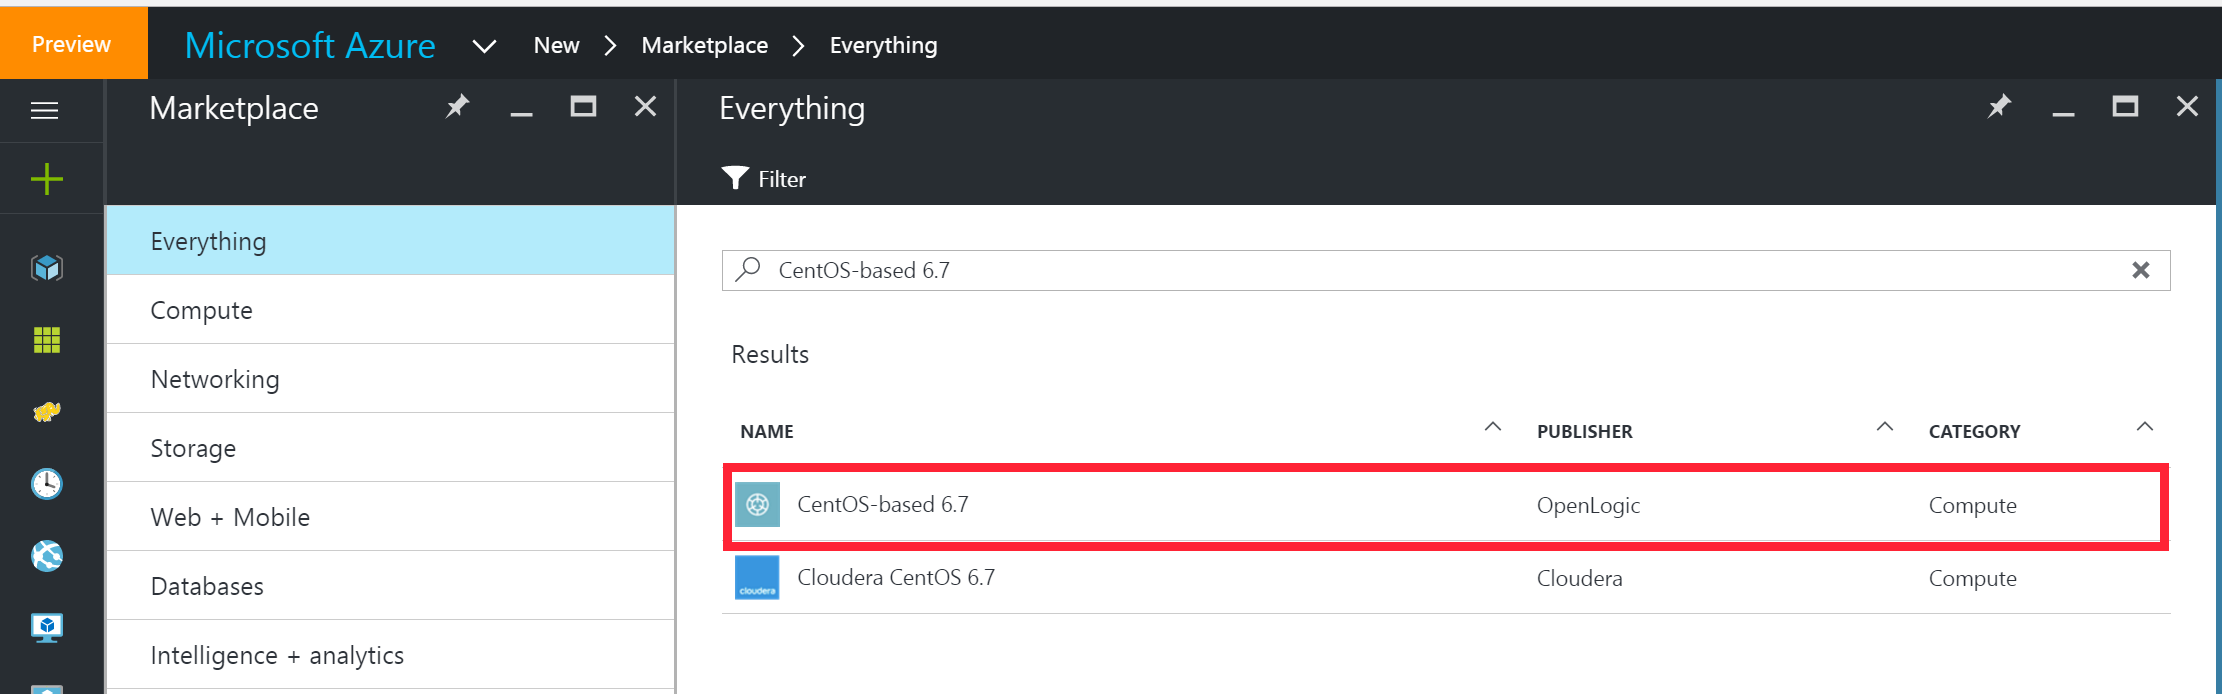 Preview Microsoft Azure New Marketplace Everything
Marketplace
Everything
Filter
Everything
Compute
Networking
Storage
Web + Mobile
Databases
Intelligence + analytics
CentOS-based 6.7
Results
NAME PUBLISHER CATEGORY
CentOS-based 6.7 OpenLogic Compute
cloudera Cloudera CentOS 6.7 Cloudera Compute